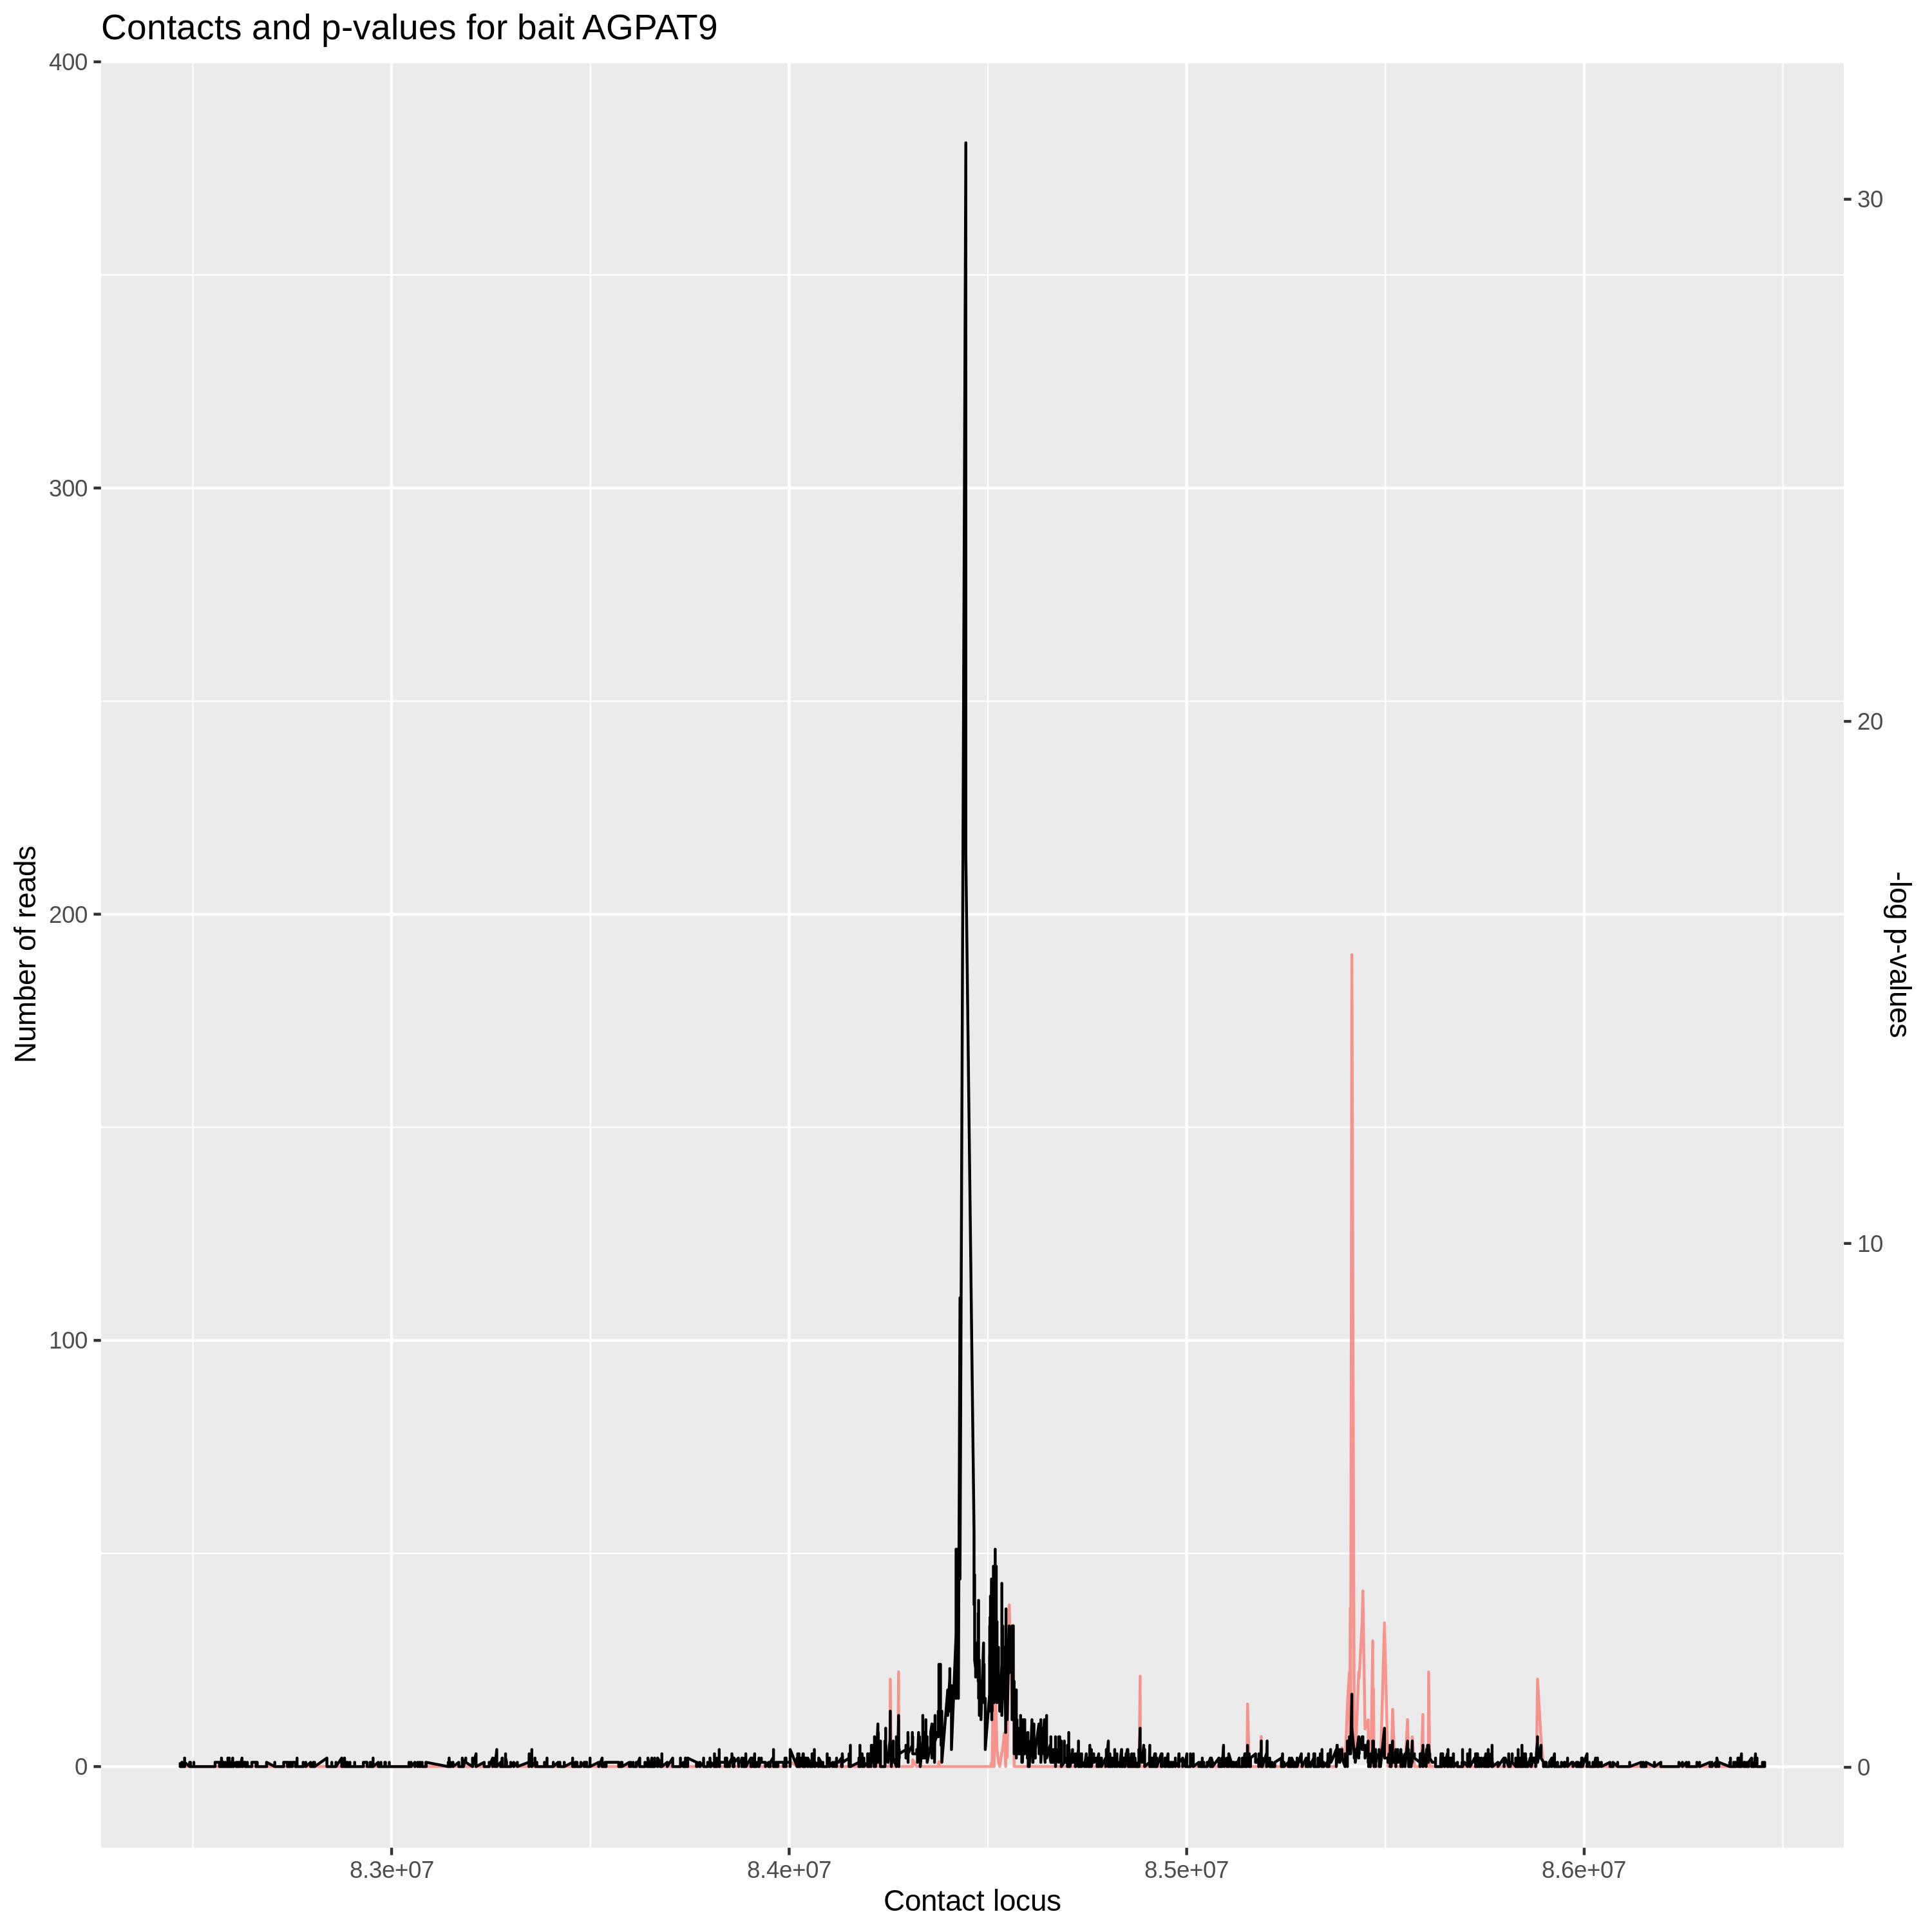 Contacts and p-values for bait AGPAT9
400
300
200
100
0
Number of reads
30
20
10
0
-log p-values
8.3e+07
8.4e+07
8.5e+07
8.6e+07
Contact locus